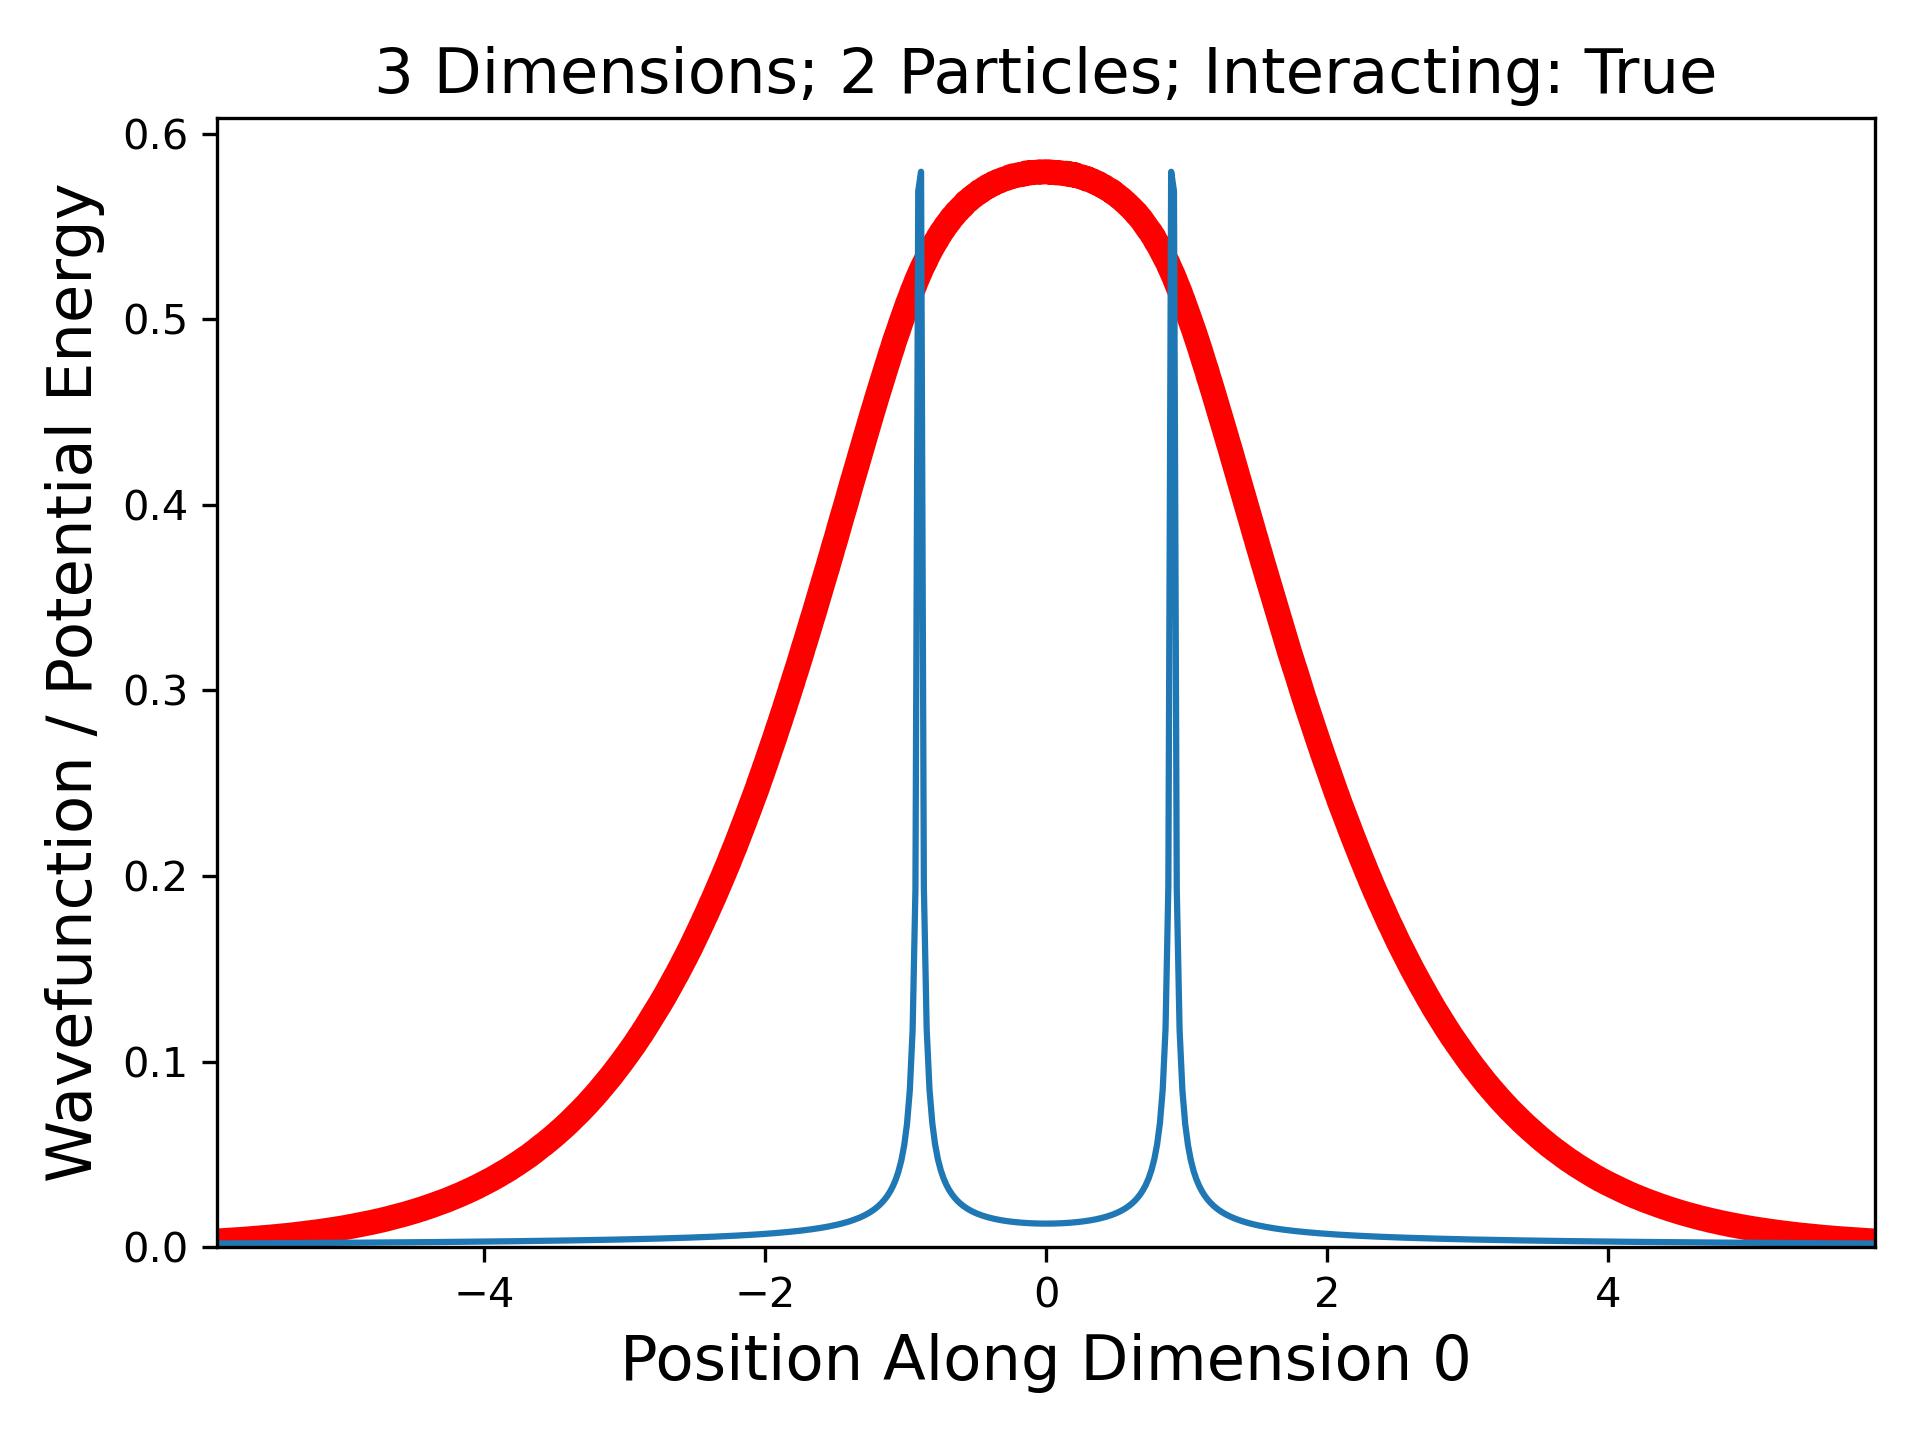 3 Dimensions; 2 Particles; Interacting: True
Wavefunction / Potential Energy
0.6
0.5
0.4
0.3
0.2
0.1
0.0
−4 −2 0 2 4
Position Along Dimension 0